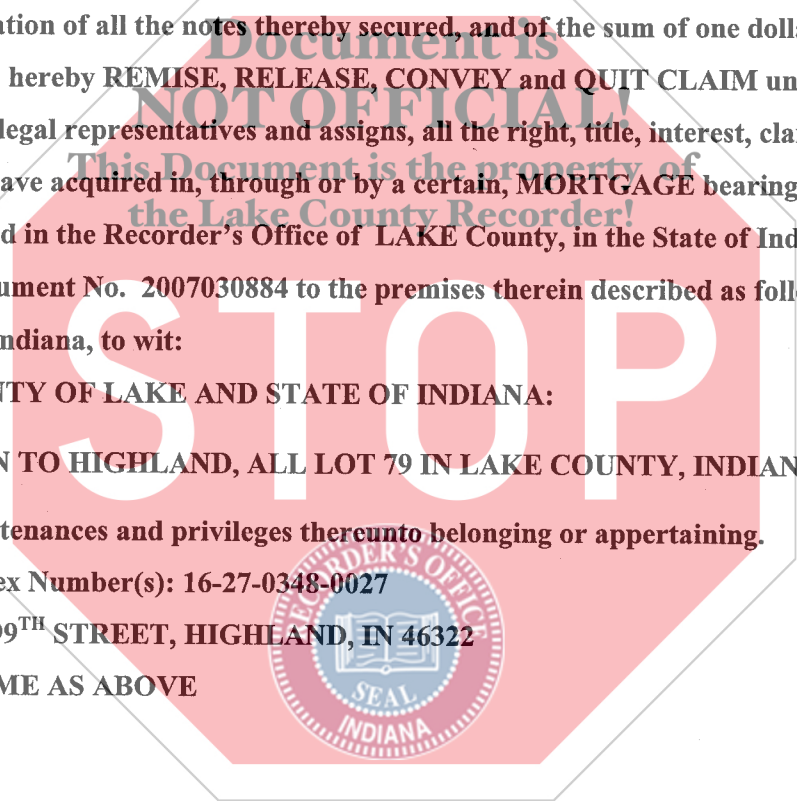 ation of all the notes thereby secured, and of the sum of one dolla
Document is
hereby REMISE, RELEASE, CONVEY and QUIT CLAIM un
NOT OFFICIAL!
legal representatives and assigns, all the right, title, interest, clai
This Document is the property of
ave acquired in, through or by a certain, MORTGAGE bearing
the Lake County Recorder!
d in the Recorder's Office of LAKE County, in the State of Ind
ument No. 2007030884 to the premises therein described as follo
ndiana, to wit:
STOP
NTY OF LAKE AND STATE OF INDIANA:
N TO HIGHLAND, ALL LOT 79 IN LAKE COUNTY, INDIAN
tenances and privileges thereunto belonging or appertaining.
ex Number(s): 16-27-0348-0027
99TH STREET, HIGHLAND, IN 46322
ME AS ABOVE
RECORDER'S OFFICE
SEAL
INDIANA